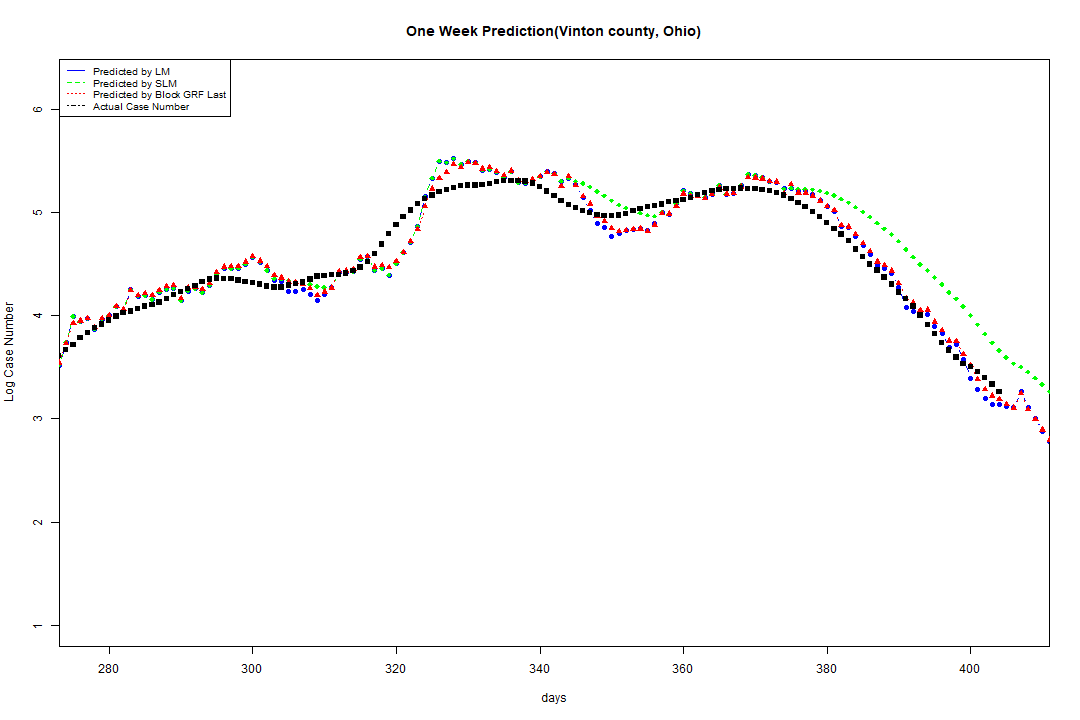 One Week Prediction(Vinton county, Ohio)
Predicted by LM
Predicted by SLM
Predicted by Block GRF Last
Actual Case Number
6
5
4
3
2
1
Log Case Number
280 300 320 340 360 380 400
days